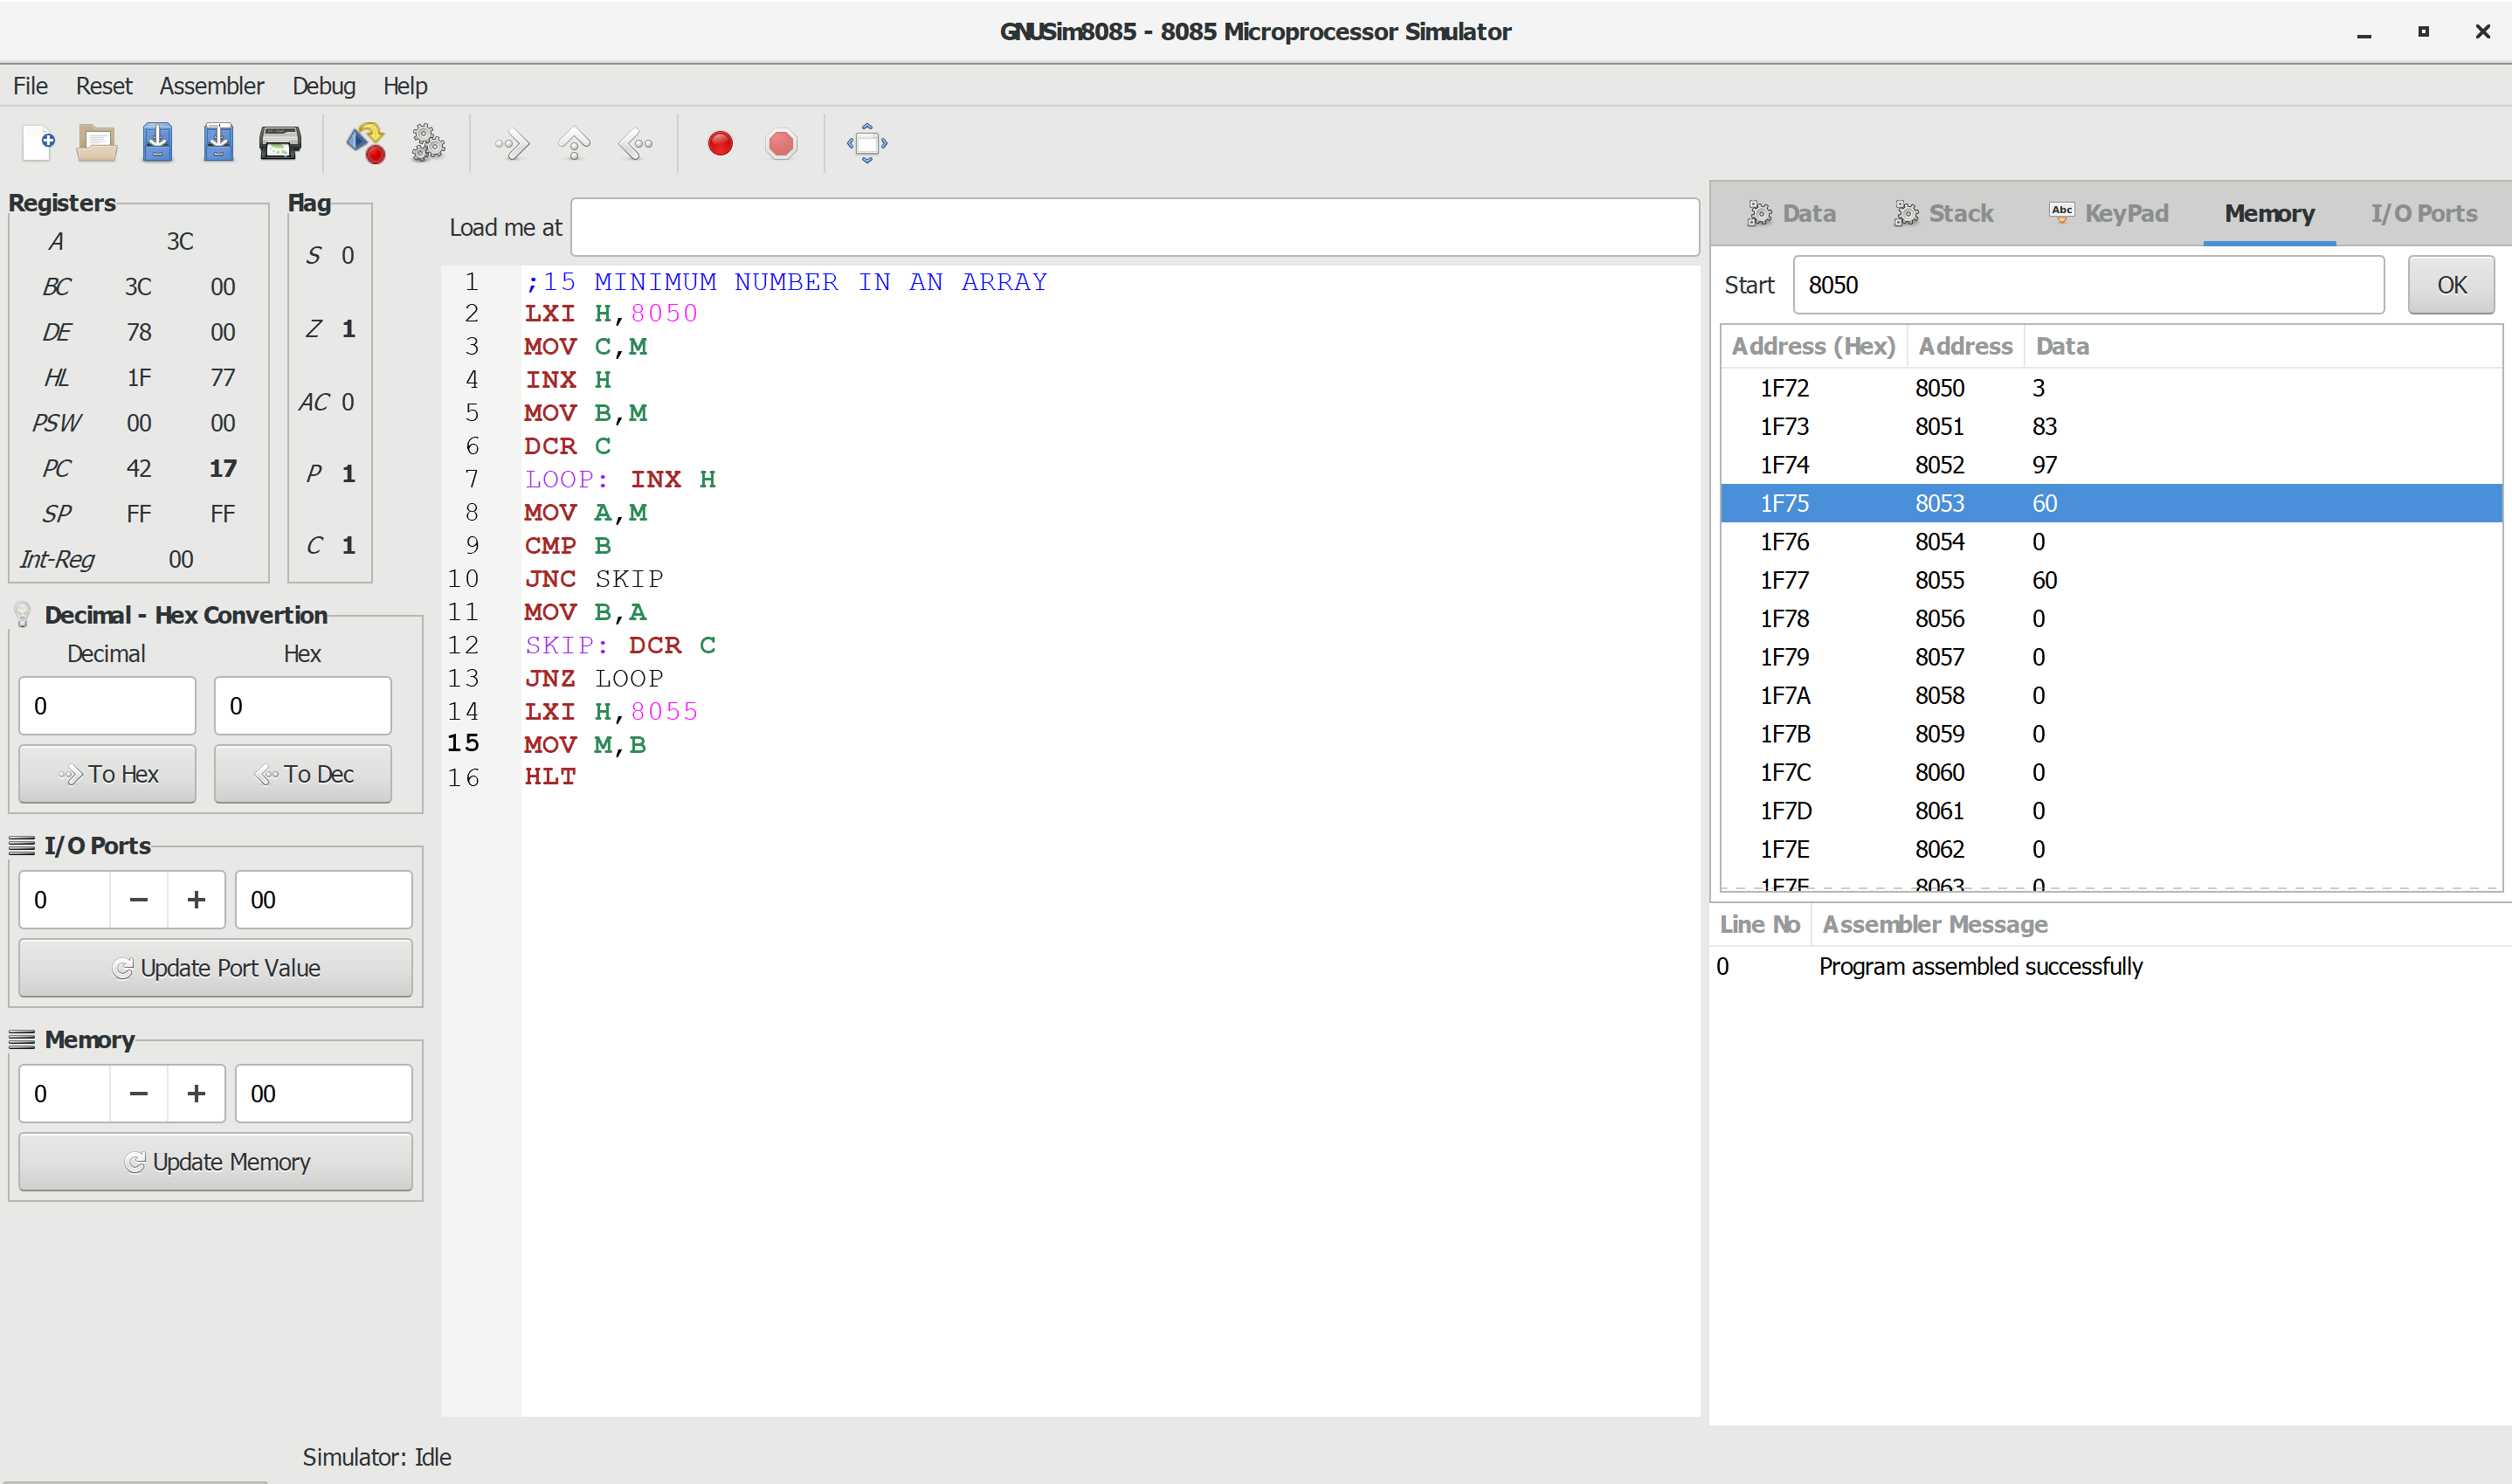 GNUSim8085 - 8085 Microprocessor Simulator
File Reset Assembler Debug Help
Registers
A 3C
BC 3C 00
DE 78 00
HL 1F 77
PSW 00 00
PC 42 17
SP FF FF
Int-Reg 00
Flag
S 0
Z 1
AC 0
P 1
C 1
Decimal - Hex Convertion
Decimal Hex
0 0
To Hex To Dec
I/O Ports
0 − + 00
Update Port Value
Memory
0 − + 00
Update Memory
Load me at
1 ;15 MINIMUM NUMBER IN AN ARRAY
2 LXI H,8050
3 MOV C,M
4 INX H
5 MOV B,M
6 DCR C
7 LOOP: INX H
8 MOV A,M
9 CMP B
10 JNC SKIP
11 MOV B,A
12 SKIP: DCR C
13 JNZ LOOP
14 LXI H,8055
15 MOV M,B
16 HLT
Data Stack Abc KeyPad Memory I/O Ports
Start 8050 OK
Address (Hex) Address Data
1F72 8050 3
1F73 8051 83
1F74 8052 97
1F75 8053 60
1F76 8054 0
1F77 8055 60
1F78 8056 0
1F79 8057 0
1F7A 8058 0
1F7B 8059 0
1F7C 8060 0
1F7D 8061 0
1F7E 8062 0
1F7F 8063 0
Line No Assembler Message
0 Program assembled successfully
Simulator: Idle